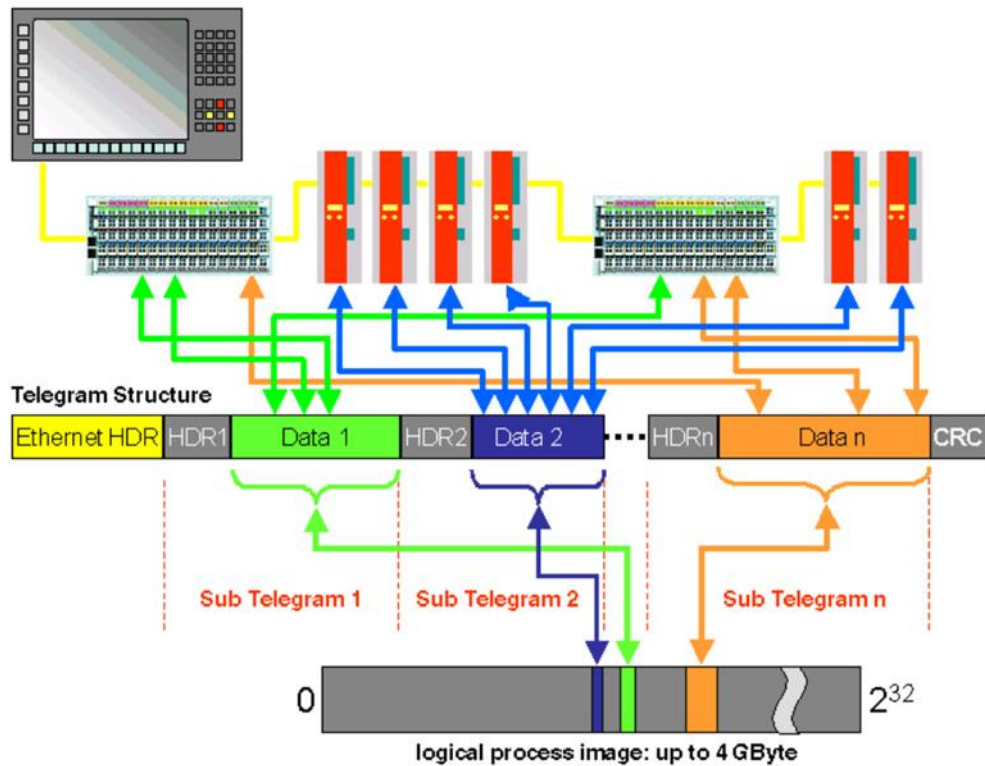 Telegram Structure
Ethernet HDR HDR1 Data 1 HDR2 Data 2 HDRn Data n CRC
Sub Telegram 1 Sub Telegram 2 Sub Telegram n
0 2³²
logical process image: up to 4 GByte